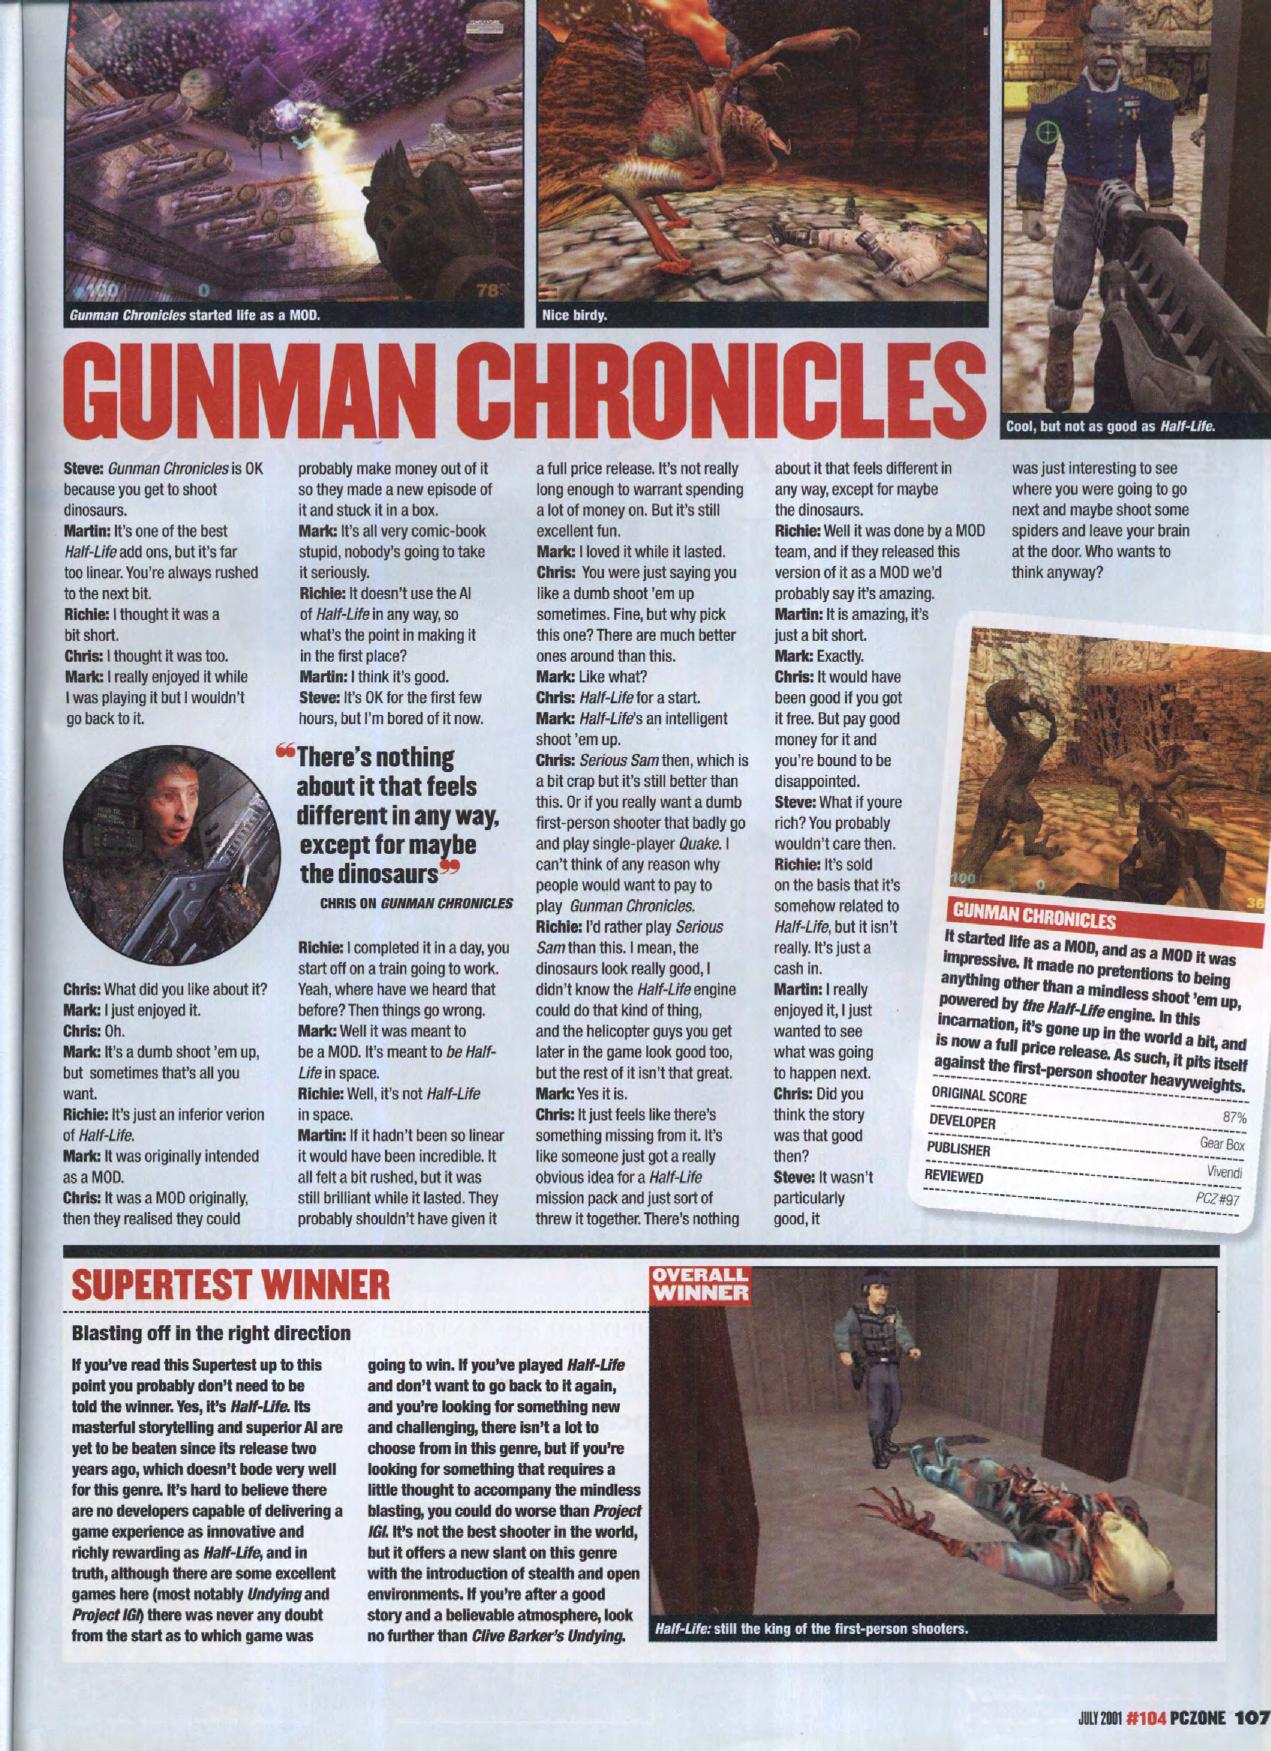 Gunman Chronicles started life as a MOD.
Nice birdy.
Cool, but not as good as Half-Life.
GUNMAN CHRONICLES
Steve: Gunman Chronicles is OK
because you get to shoot
dinosaurs.
Martin: It's one of the best
Half-Life add ons, but it's far
too linear. You're always rushed
to the next bit.
Richie: I thought it was a
bit short.
Chris: I thought it was too.
Mark: I really enjoyed it while
I was playing it but I wouldn't
go back to it.
Chris: What did you like about it?
Mark: I just enjoyed it.
Chris: Oh.
Mark: It's a dumb shoot 'em up,
but sometimes that's all you
want.
Richie: It's just an inferior verion
of Half-Life.
Mark: It was originally intended
as a MOD.
Chris: It was a MOD originally,
then they realised they could
probably make money out of it
so they made a new episode of
it and stuck it in a box.
Mark: It's all very comic-book
stupid, nobody's going to take
it seriously.
Richie: It doesn't use the AI
of Half-Life in any way, so
what's the point in making it
in the first place?
Martin: I think it's good.
Steve: It's OK for the first few
hours, but I'm bored of it now.
“There's nothing
about it that feels
different in any way,
except for maybe
the dinosaurs”
CHRIS ON GUNMAN CHRONICLES
Richie: I completed it in a day, you
start off on a train going to work.
Yeah, where have we heard that
before? Then things go wrong.
Mark: Well it was meant to
be a MOD. It's meant to be Half-
Life in space.
Richie: Well, it's not Half-Life
in space.
Martin: If it hadn't been so linear
it would have been incredible. It
all felt a bit rushed, but it was
still brilliant while it lasted. They
probably shouldn't have given it
a full price release. It's not really
long enough to warrant spending
a lot of money on. But it's still
excellent fun.
Mark: I loved it while it lasted.
Chris: You were just saying you
like a dumb shoot 'em up
sometimes. Fine, but why pick
this one? There are much better
ones around than this.
Mark: Like what?
Chris: Half-Life for a start.
Mark: Half-Life's an intelligent
shoot 'em up.
Chris: Serious Sam then, which is
a bit crap but it's still better than
this. Or if you really want a dumb
first-person shooter that badly go
and play single-player Quake. I
can't think of any reason why
people would want to pay to
play Gunman Chronicles.
Richie: I'd rather play Serious
Sam than this. I mean, the
dinosaurs look really good, I
didn't know the Half-Life engine
could do that kind of thing,
and the helicopter guys you get
later in the game look good too,
but the rest of it isn't that great.
Mark: Yes it is.
Chris: It just feels like there's
something missing from it. It's
like someone just got a really
obvious idea for a Half-Life
mission pack and just sort of
threw it together. There's nothing
about it that feels different in
any way, except for maybe
the dinosaurs.
Richie: Well it was done by a MOD
team, and if they released this
version of it as a MOD we'd
probably say it's amazing.
Martin: It is amazing, it's
just a bit short.
Mark: Exactly.
Chris: It would have
been good if you got
it free. But pay good
money for it and
you're bound to be
disappointed.
Steve: What if youre
rich? You probably
wouldn't care then.
Richie: It's sold
on the basis that it's
somehow related to
Half-Life, but it isn't
really. It's just a
cash in.
Martin: I really
enjoyed it, I just
wanted to see
what was going
to happen next.
Chris: Did you
think the story
was that good
then?
Steve: It wasn't
particularly
good, it
was just interesting to see
where you were going to go
next and maybe shoot some
spiders and leave your brain
at the door. Who wants to
think anyway?
GUNMAN CHRONICLES
It started life as a MOD, and as a MOD it was
impressive. It made no pretentions to being
anything other than a mindless shoot 'em up,
powered by the Half-Life engine. In this
incarnation, it's gone up in the world a bit, and
is now a full price release. As such, it pits itself
against the first-person shooter heavyweights.
ORIGINAL SCORE 87%
DEVELOPER Gear Box
PUBLISHER Vivendi
REVIEWED PCZ #97
SUPERTEST WINNER
Blasting off in the right direction
If you've read this Supertest up to this
point you probably don't need to be
told the winner. Yes, it's Half-Life. Its
masterful storytelling and superior AI are
yet to be beaten since its release two
years ago, which doesn't bode very well
for this genre. It's hard to believe there
are no developers capable of delivering a
game experience as innovative and
richly rewarding as Half-Life, and in
truth, although there are some excellent
games here (most notably Undying and
Project IGI) there was never any doubt
from the start as to which game was
going to win. If you've played Half-Life
and don't want to go back to it again,
and you're looking for something new
and challenging, there isn't a lot to
choose from in this genre, but if you're
looking for something that requires a
little thought to accompany the mindless
blasting, you could do worse than Project
IGI. It's not the best shooter in the world,
but it offers a new slant on this genre
with the introduction of stealth and open
environments. If you're after a good
story and a believable atmosphere, look
no further than Clive Barker's Undying.
OVERALL
WINNER
Half-Life: still the king of the first-person shooters.
JULY 2001 #104 PCZONE 107